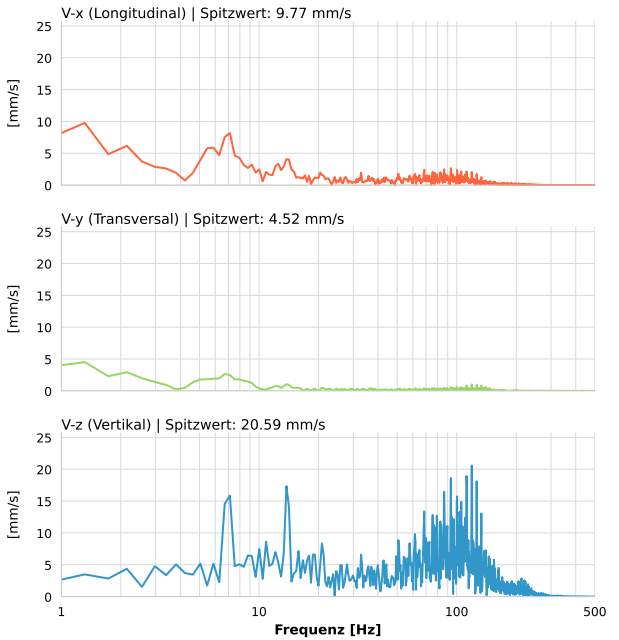 V-x (Longitudinal) | Spitzwert: 9.77 mm/s
25
20
15
10
5
0
[mm/s]
V-y (Transversal) | Spitzwert: 4.52 mm/s
25
20
15
10
5
0
[mm/s]
V-z (Vertikal) | Spitzwert: 20.59 mm/s
25
20
15
10
5
0
[mm/s]
1 10 100 500
Frequenz [Hz]